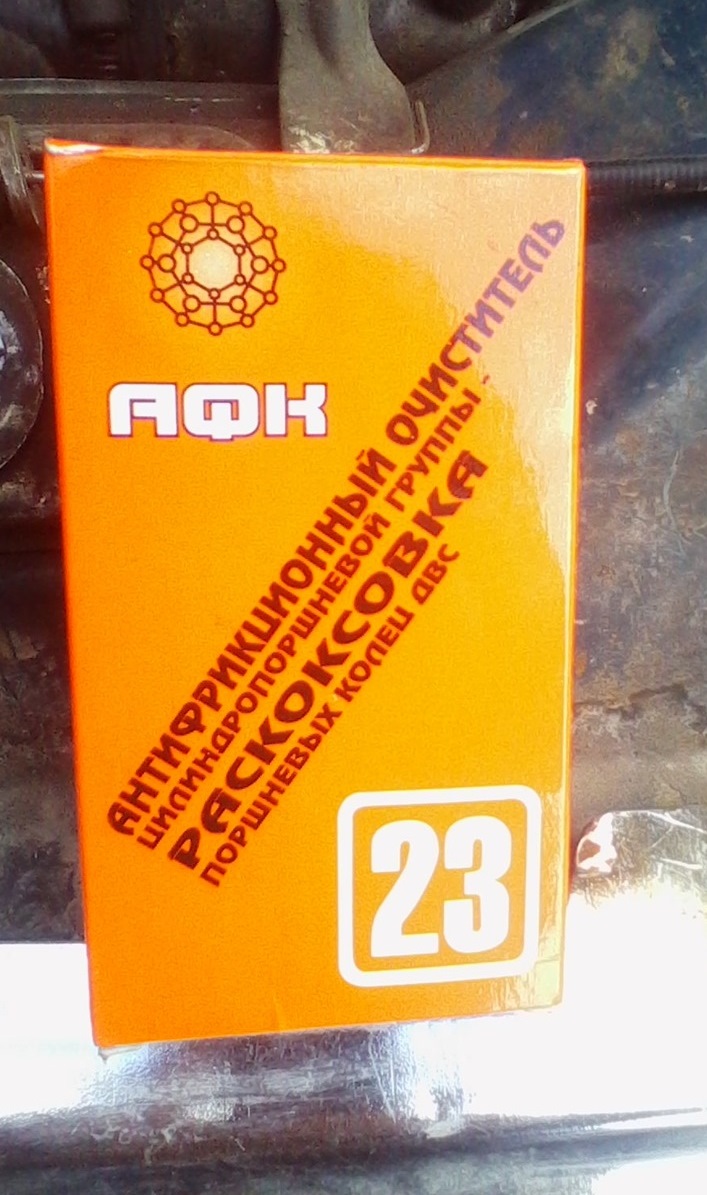 АФК
АНТИФРИКЦИОННЫЙ ОЧИСТИТЕЛЬ
ЦИЛИНДРОПОРШНЕВОЙ ГРУППЫ -
РАСКОКСОВКА
ПОРШНЕВЫХ КОЛЕЦ ДВС
23